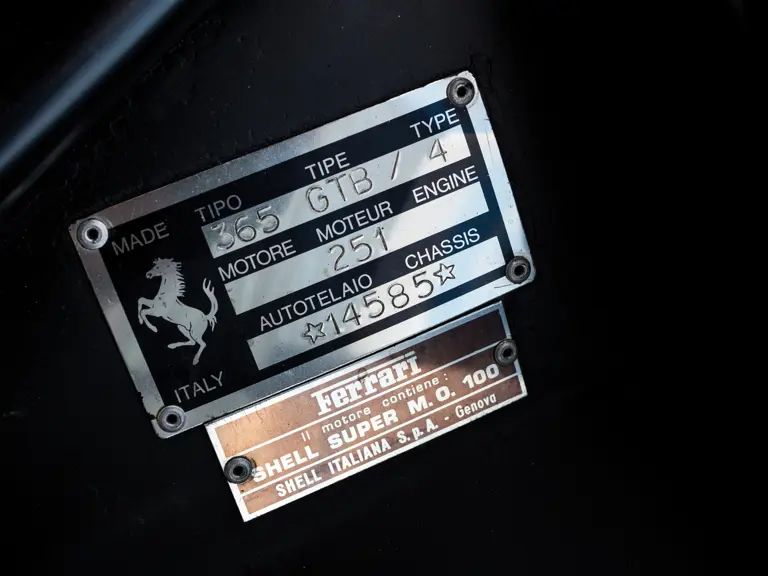 MADE TIPO TIPE TYPE
365 GTB / 4
MOTORE MOTEUR ENGINE
251
AUTOTELAIO CHASSIS
☆14585☆
ITALY
Ferrari
Il motore contiene:
SHELL SUPER M.O. 100
SHELL ITALIANA S.p.A. - Genova